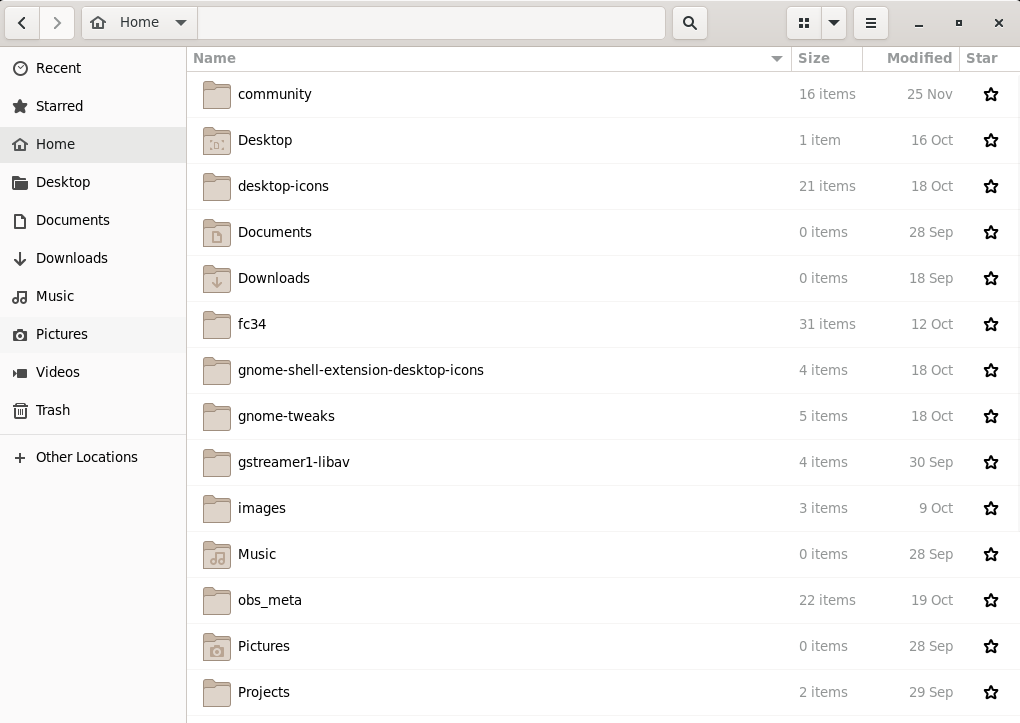 Home
Name Size Modified Star
Recent
Starred
Home
Desktop
Documents
Downloads
Music
Pictures
Videos
Trash
Other Locations
community 16 items 25 Nov
Desktop 1 item 16 Oct
desktop-icons 21 items 18 Oct
Documents 0 items 28 Sep
Downloads 0 items 18 Sep
fc34 31 items 12 Oct
gnome-shell-extension-desktop-icons 4 items 18 Oct
gnome-tweaks 5 items 18 Oct
gstreamer1-libav 4 items 30 Sep
images 3 items 9 Oct
Music 0 items 28 Sep
obs_meta 22 items 19 Oct
Pictures 0 items 28 Sep
Projects 2 items 29 Sep